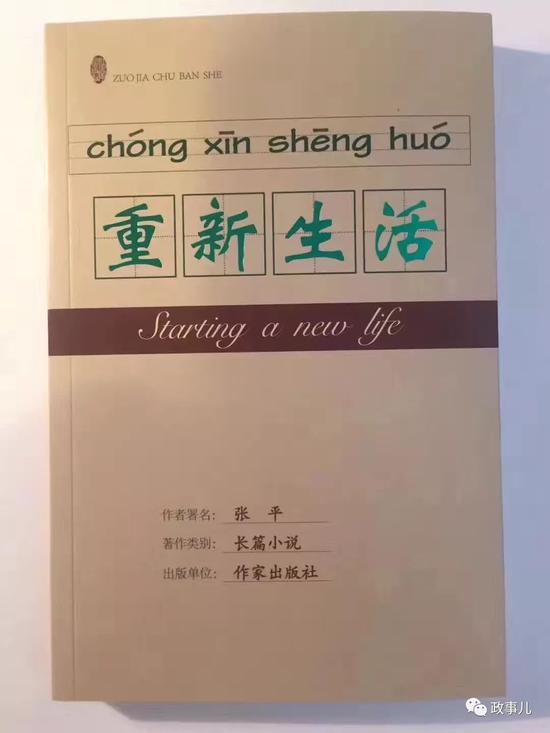 ZUO JIA CHU BAN SHE
chóng xīn shēng huó
重新生活
Starting a new life
作者署名: 张 平
著作类别: 长篇小说
出版单位: 作家出版社
政事儿